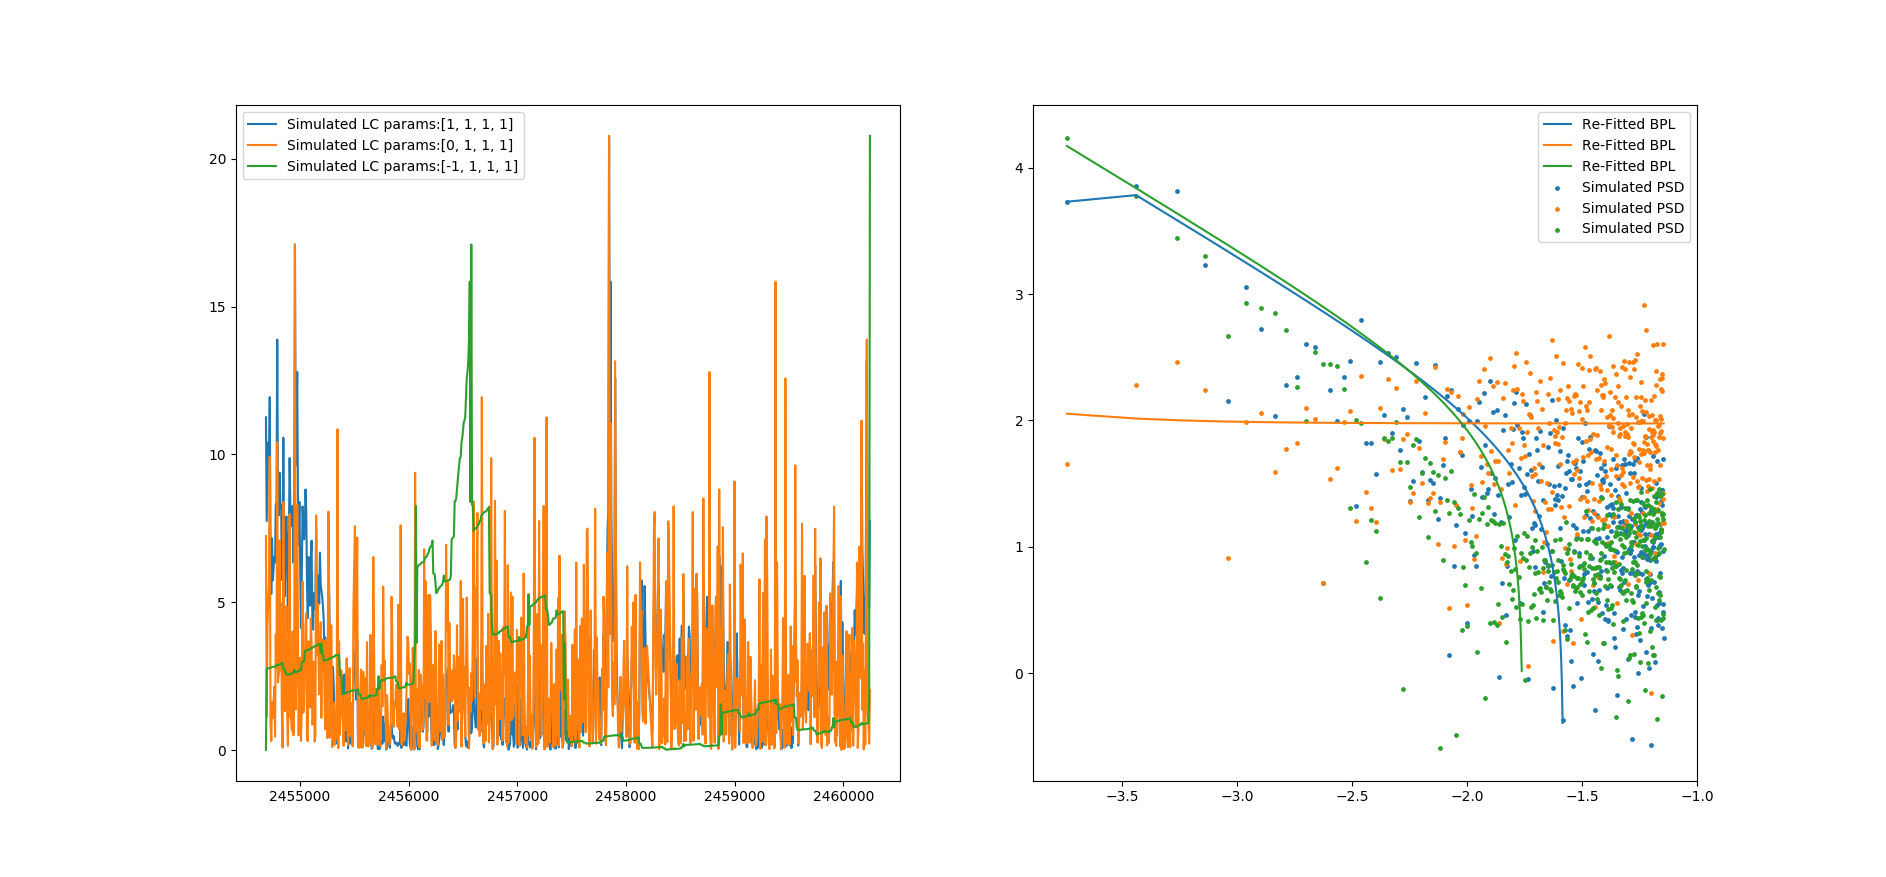 Simulated LC params:[1, 1, 1, 1]
Simulated LC params:[0, 1, 1, 1]
Simulated LC params:[-1, 1, 1, 1]
20
15
10
5
0
2455000 2456000 2457000 2458000 2459000 2460000
Re-Fitted BPL
Re-Fitted BPL
Re-Fitted BPL
Simulated PSD
Simulated PSD
Simulated PSD
4
3
2
1
0
−3.5 −3.0 −2.5 −2.0 −1.5 −1.0